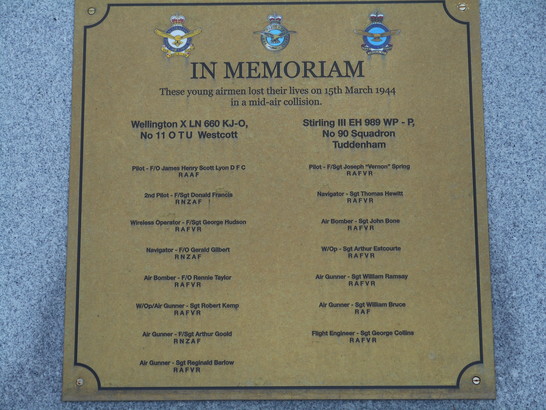 IN MEMORIAM
These young airmen lost their lives on 15th March 1944
in a mid-air collision.
Wellington X LN 660 KJ-O,
No 11 O T U Westcott
Pilot - F/O James Henry Scott Lyon D F C
R A A F
2nd Pilot - F/Sgt Donald Francis
R N Z A F
Wireless Operator - F/Sgt George Hudson
R A F V R
Navigator - F/O Gerald Gilbert
R N Z A F
Air Bomber - F/O Rennie Taylor
R A F V R
W/Op/Air Gunner - Sgt Robert Kemp
R A F V R
Air Gunner - F/Sgt Arthur Goold
R N Z A F
Air Gunner - Sgt Reginald Barlow
R A F V R
Stirling III EH 989 WP - P,
No 90 Squadron
Tuddenham
Pilot - F/Sgt Joseph "Vernon" Spring
R A F V R
Navigator - Sgt Thomas Hewitt
R A F V R
Air Bomber - Sgt John Bone
R A F V R
W/Op - Sgt Arthur Estcourte
R A F V R
Air Gunner - Sgt William Ramsay
R A F V R
Air Gunner - Sgt William Bruce
R A F
Flight Engineer - Sgt George Collins
R A F V R